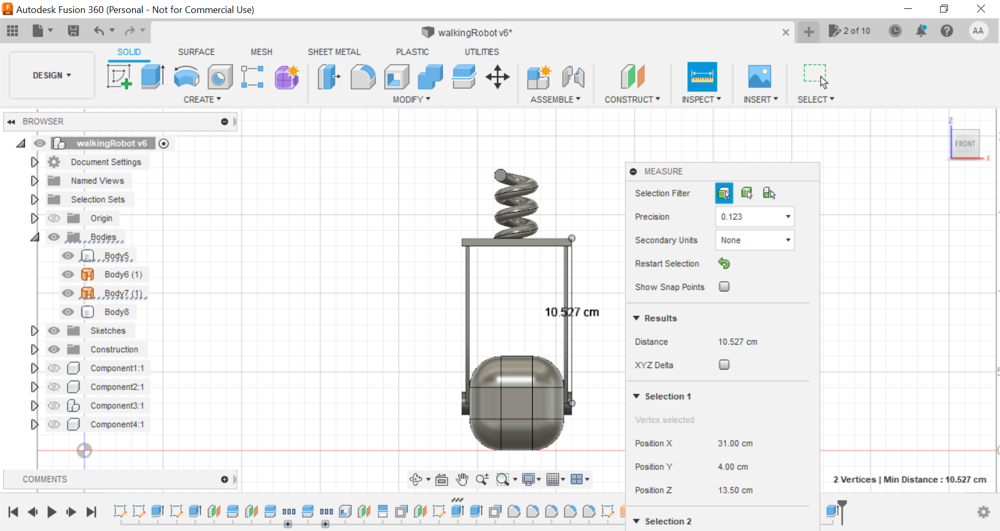 Autodesk Fusion 360 (Personal - Not for Commercial Use)
walkingRobot v6*
2 of 10
AA
DESIGN
SOLID
SURFACE
MESH
SHEET METAL
PLASTIC
UTILITIES
CREATE
MODIFY
ASSEMBLE
CONSTRUCT
INSPECT
INSERT
SELECT
BROWSER
walkingRobot v6
Document Settings
Named Views
Selection Sets
Origin
Bodies
Body5
Body6 (1)
Body7 (1)
Body8
Sketches
Construction
Component1:1
Component2:1
Component3:1
Component4:1
COMMENTS
10.527 cm
Z
FRONT
X
MEASURE
Selection Filter
Precision
0.123
Secondary Units
None
Restart Selection
Show Snap Points
Results
Distance
10.527 cm
XYZ Delta
Selection 1
Vertex selected
Position X
31.00 cm
Position Y
4.00 cm
Position Z
13.50 cm
Selection 2
2 Vertices | Min Distance : 10.527 cm